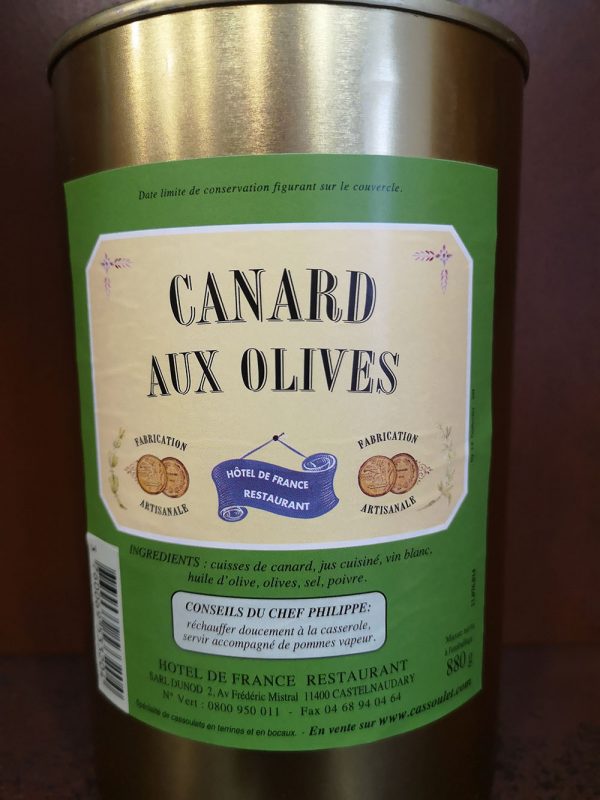 Date limite de conservation figurant sur le couvercle.
CANARD
AUX OLIVES
FABRICATION
ARTISANALE
HÔTEL DE FRANCE
RESTAURANT
FABRICATION
ARTISANALE
INGREDIENTS : cuisses de canard, jus cuisiné, vin blanc,
huile d'olive, olives, sel, poivre.
CONSEILS DU CHEF PHILIPPE:
réchauffer doucement à la casserole,
servir accompagné de pommes vapeur.
HOTEL DE FRANCE RESTAURANT
SARL DUNOD 2, Av Frédéric Mistral 11400 CASTELNAUDARY
N° Vert : 0800 950 011 - Fax 04 68 94 04 64
Spécialité de cassoulets en terrines et en bocaux. - En vente sur www.cassoulet.com
880 g